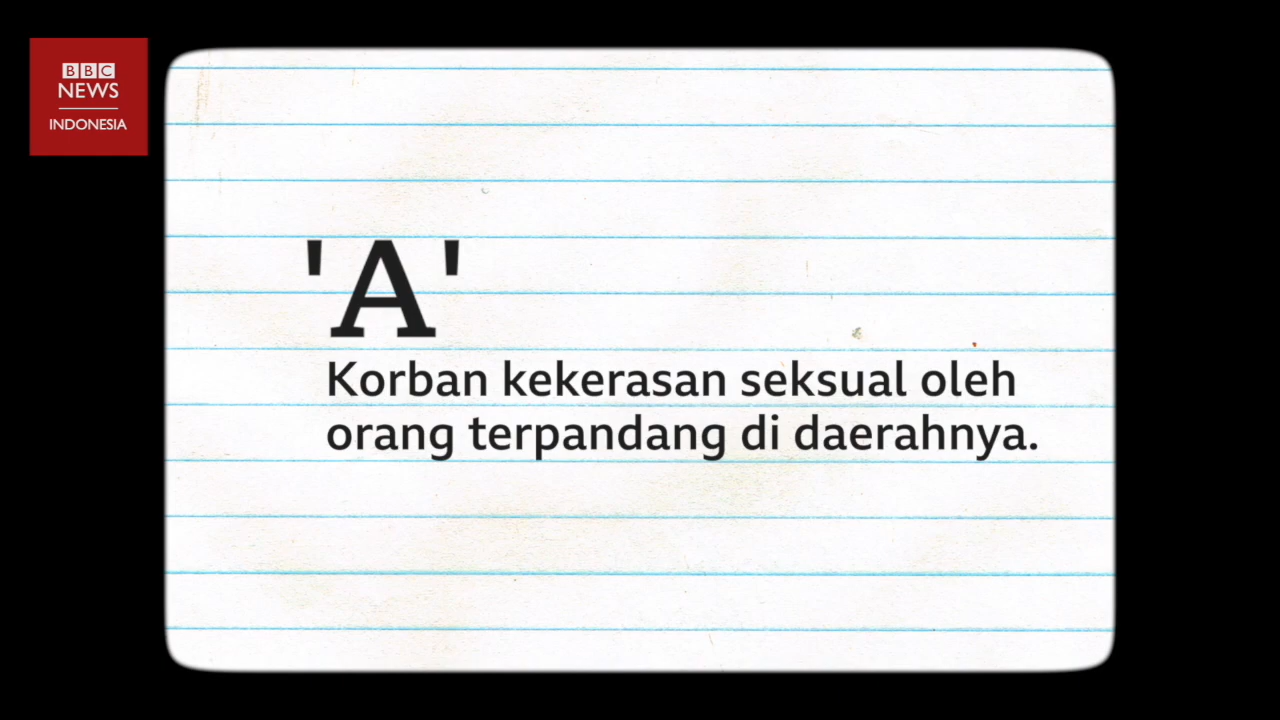 BBC
NEWS
INDONESIA
'A'
Korban kekerasan seksual oleh
orang terpandang di daerahnya.